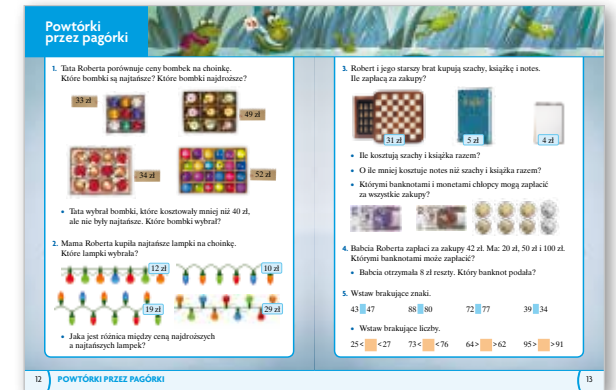 Powtórki
przez pagórki
1. Tata Roberta porównuje ceny bombek na choinkę.
Które bombki są najtańsze? Które bombki najdroższe?
33 zł
49 zł
34 zł
52 zł
• Tata wybrał bombki, które kosztowały mniej niż 40 zł,
ale nie były najtańsze. Które bombki wybrał?
2. Mama Roberta kupiła najtańsze lampki na choinkę.
Które lampki wybrała?
12 zł
10 zł
19 zł
29 zł
• Jaka jest różnica między ceną najdroższych
a najtańszych lampek?
12
POWTÓRKI PRZEZ PAGÓRKI
3. Robert i jego starszy brat kupują szachy, książkę i notes.
Ile zapłacą za zakupy?
31 zł
5 zł
4 zł
• Ile kosztują szachy i książka razem?
• O ile mniej kosztuje notes niż szachy i książka razem?
• Którymi banknotami i monetami chłopcy mogą zapłacić
za wszystkie zakupy?
4. Babcia Roberta zapłaci za zakupy 42 zł. Ma: 20 zł, 50 zł i 100 zł.
Którymi banknotami może zapłacić?
• Babcia otrzymała 8 zł reszty. Który banknot podała?
5. Wstaw brakujące znaki.
43 47 88 80 72 77 39 34
• Wstaw brakujące liczby.
25 < < 27 73 < < 76 64 > > 62 95 > > 91
13